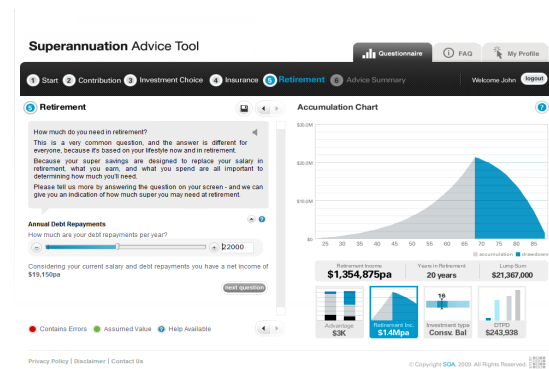 Superannuation Advice Tool
Questionnaire
FAQ
My Profile
1 Start 2 Contribution 3 Investment Choice 4 Insurance 5 Retirement 6 Advice Summary
Welcome John logout
5 Retirement
How much do you need in retirement?
This is a very common question, and the answer is different for
everyone, because it's based on your lifestyle now and in retirement.
Because your super savings are designed to replace your salary in
retirement, what you earn, and what you spend are all important to
determining how much you'll need.
Please tell us more by answering the question on your screen - and we can
give you an indication of how much super you may need at retirement
Annual Debt Repayments
How much are your debt repayments per year?
22000
Considering your current salary and debt repayments you have a net income of
$19,150pa
next question
Contains Errors Assumed Value ? Help Available
Accumulation Chart
?
$30.0M
$20.0M
$10.0M
$0
25 30 35 40 45 50 55 60 65 70 75 80 85
accumulation drawdown
Retirement Income
$1,354,875pa
Years in Retirement
20 years
Lump Sum
$21,367,000
Advantage
$3K
Retirement Inc.
$1.4Mpa
16
Investment type
Consv. Bal
DTPD
$243,938
Privacy Policy | Disclaimer | Contact Us
© Copyright SOA, 2009. All Rights Reserved.